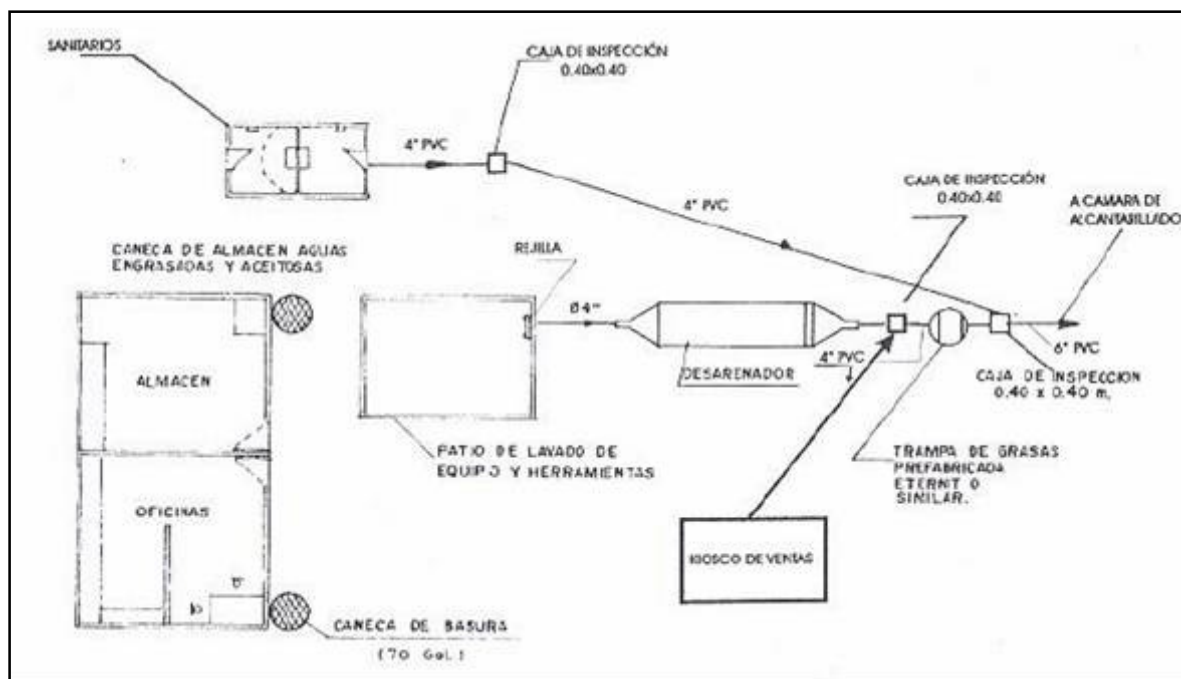 SANITARIOS
CAJA DE INSPECCIÓN
0.40x0.40
4" PVC
CAJA DE INSPECCIÓN
0.40x0.40
A CAMARA DE
ALCANTARILLADO
4" PVC
CANECA DE ALMACEN AGUAS
ENGRASADAS Y ACEITOSAS
REJILLA
Ø4"
ALMACEN
DESARENADOR
4" PVC
6" PVC
CAJA DE INSPECCION
0.40 x 0.40 m.
PATIO DE LAVADO DE
EQUIPO Y HERRAMIENTAS
TRAMPA DE GRASAS
PREFABRICADA
ETERNIT O
SIMILAR.
OFICINAS
KIOSCO DE VENTAS
CANECA DE BASURA
(70 Gal.)